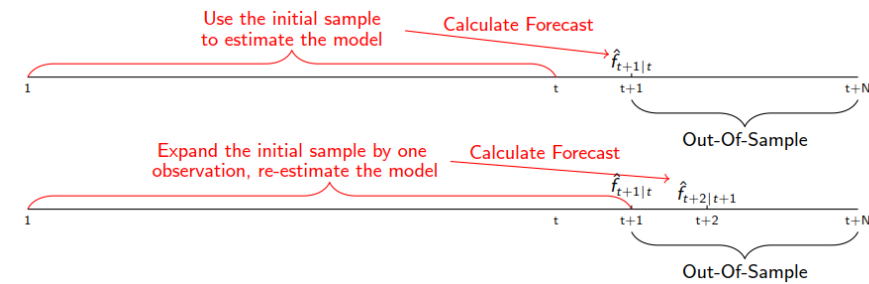 Use the initial sample
to estimate the model
Calculate Forecast
f̂t+1|t
1 t t+1 t+N
Out-Of-Sample
Expand the initial sample by one
observation, re-estimate the model
Calculate Forecast
f̂t+1|t f̂t+2|t+1
1 t t+1 t+2 t+N
Out-Of-Sample